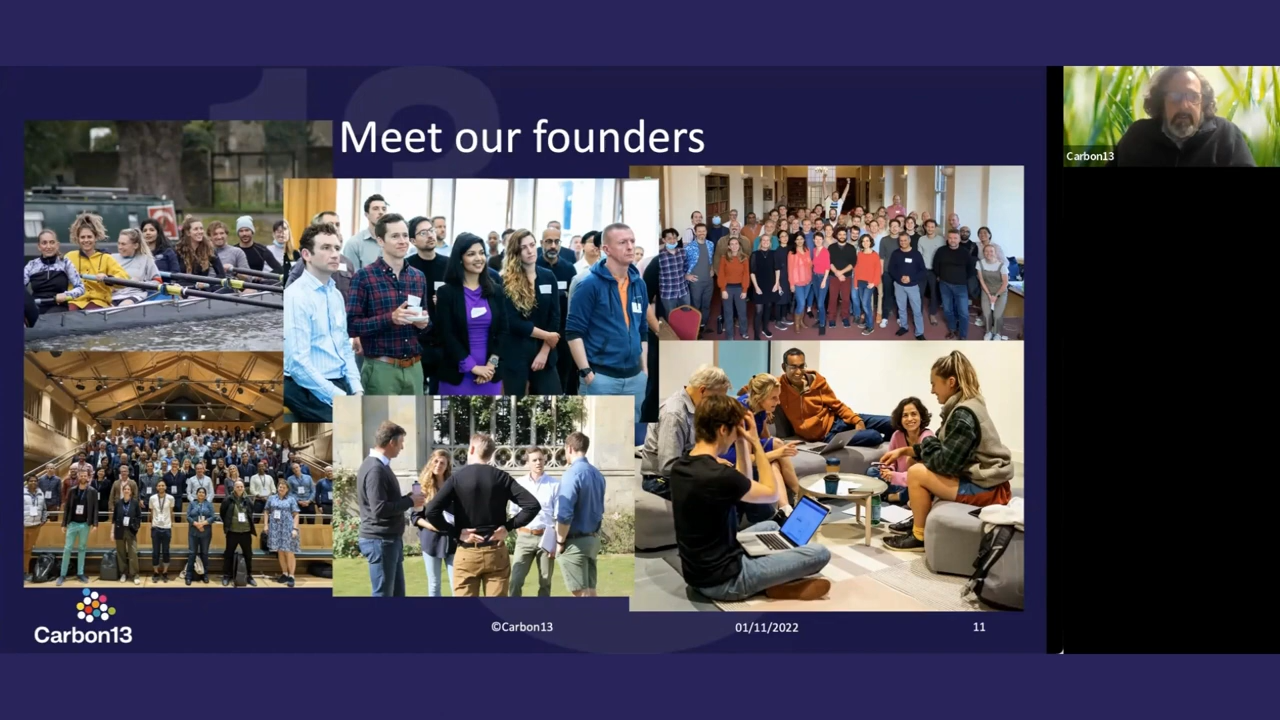 Meet our founders
Carbon13
Carbon13
©Carbon13
01/11/2022
11